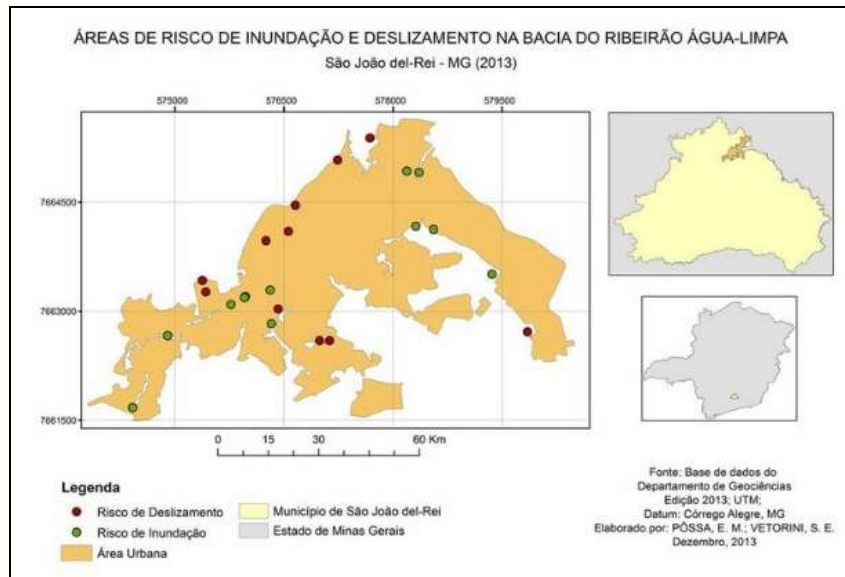 ÁREAS DE RISCO DE INUNDAÇÃO E DESLIZAMENTO NA BACIA DO RIBEIRÃO ÁGUA-LIMPA
São João del-Rei - MG (2013)
575000 576500 578000 579500
7664500
7663000
7661500
0 15 30 60 Km
Legenda
Risco de Deslizamento
Risco de Inundação
Área Urbana
Município de São João del-Rei
Estado de Minas Gerais
Fonte: Base de dados do
Departamento de Geociências
Edição 2013; UTM;
Datum: Córrego Alegre, MG
Elaborado por: PÔSSA, E. M.; VETORINI, S. E.
Dezembro, 2013